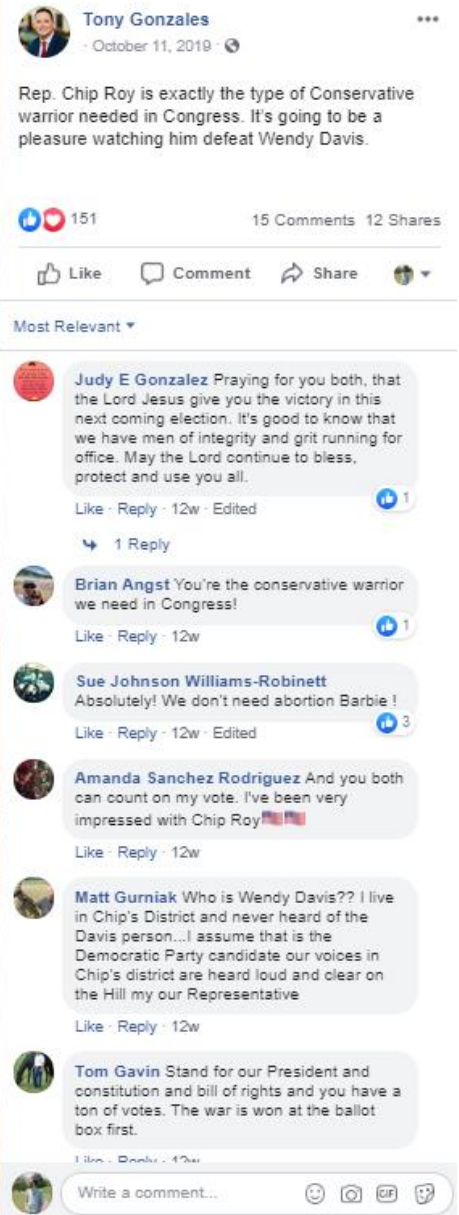 Tony Gonzales
· October 11, 2019 ·
Rep. Chip Roy is exactly the type of Conservative
warrior needed in Congress. It's going to be a
pleasure watching him defeat Wendy Davis.
151
15 Comments 12 Shares
Like Comment Share
Most Relevant
Judy E Gonzalez Praying for you both, that
the Lord Jesus give you the victory in this
next coming election. It's good to know that
we have men of integrity and grit running for
office. May the Lord continue to bless,
protect and use you all.
1
Like · Reply · 12w · Edited
1 Reply
Brian Angst You're the conservative warrior
we need in Congress!
1
Like · Reply · 12w
Sue Johnson Williams-Robinett
Absolutely! We don't need abortion Barbie !
3
Like · Reply · 12w · Edited
Amanda Sanchez Rodriguez And you both
can count on my vote. I've been very
impressed with Chip Roy
Like · Reply · 12w
Matt Gurniak Who is Wendy Davis?? I live
in Chip's District and never heard of the
Davis person...I assume that is the
Democratic Party candidate our voices in
Chip's district are heard loud and clear on
the Hill my our Representative
Like · Reply · 12w
Tom Gavin Stand for our President and
constitution and bill of rights and you have a
ton of votes. The war is won at the ballot
box first.
Like · Reply · 12w
Write a comment...
GIF